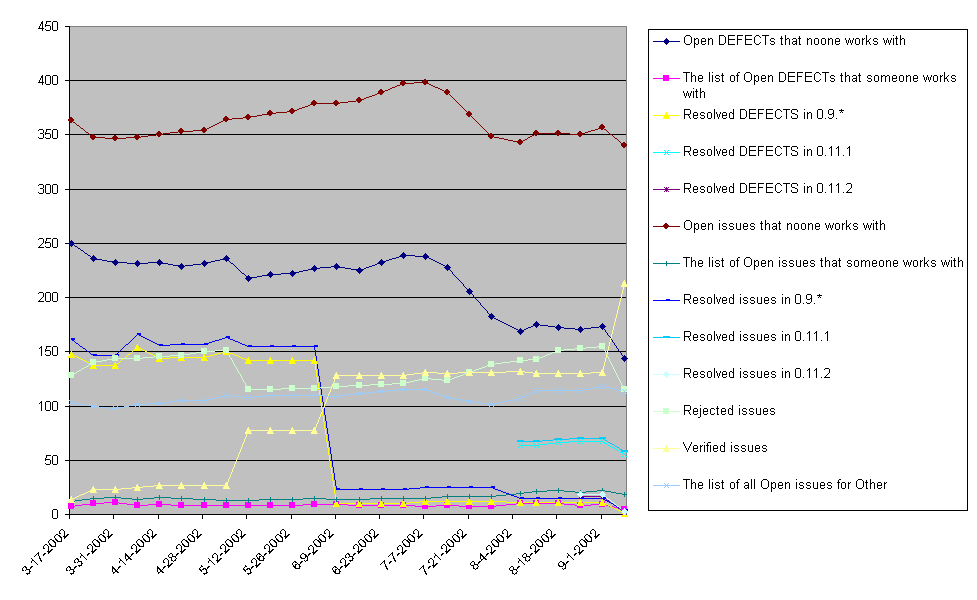 450
400
350
300
250
200
150
100
50
0
3-17-2002
3-31-2002
4-14-2002
4-28-2002
5-12-2002
5-26-2002
6-9-2002
6-23-2002
7-7-2002
7-21-2002
8-4-2002
8-18-2002
9-1-2002
Open DEFECTs that noone works with
The list of Open DEFECTs that someone works
with
Resolved DEFECTS in 0.9.*
Resolved DEFECTS in 0.11.1
Resolved DEFECTS in 0.11.2
Open issues that noone works with
The list of Open issues that someone works with
Resolved issues in 0.9.*
Resolved issues in 0.11.1
Resolved issues in 0.11.2
Rejected issues
Verified issues
The list of all Open issues for Other